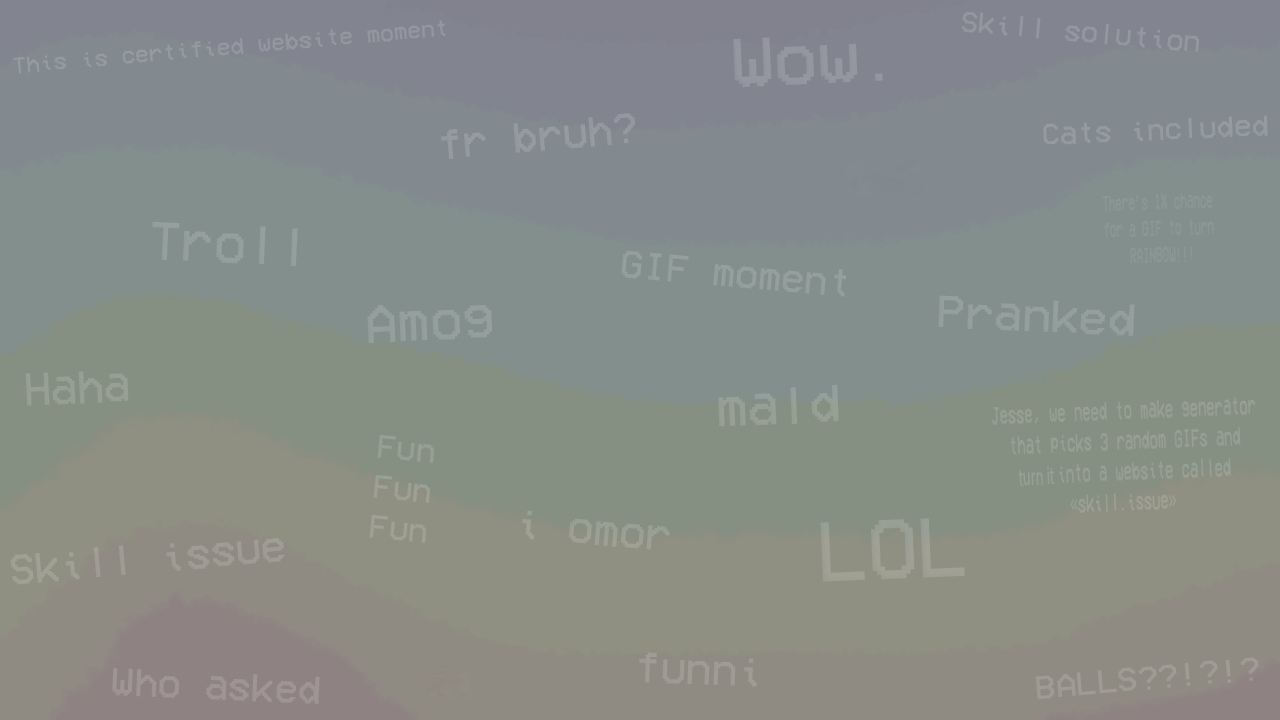 This is certified website moment
Wow.
Skill solution
fr bruh?
Cats included
There's 1% chance
for a GIF to turn
RAINBOW!!!
Troll
GIF moment
Amo9
Pranked
Haha
mald
Jesse, we need to make generator
that picks 3 random GIFs and
turn it into a website called
«skill.issue»
Fun
Fun
Fun
i omor
LOL
Skill issue
Who asked
funni
BALLS??!?!?